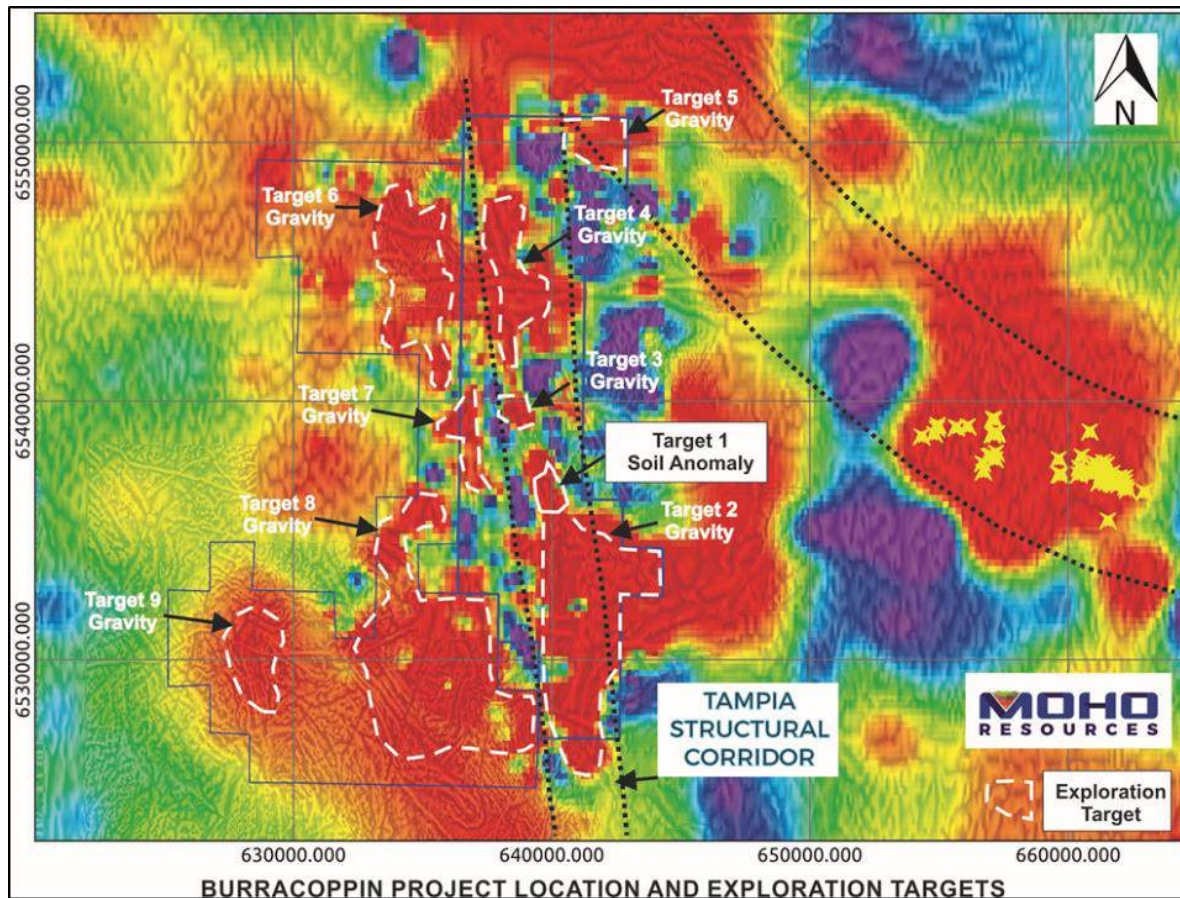 N
Target 5
Gravity
Target 6
Gravity
Target 4
Gravity
Target 3
Gravity
Target 7
Gravity
Target 1
Soil Anomaly
Target 8
Gravity
Target 2
Gravity
Target 9
Gravity
TAMPIA
STRUCTURAL
CORRIDOR
MOHO
RESOURCES
Exploration
Target
6550000.000
6540000.000
6530000.000
630000.000
640000.000
650000.000
660000.000
BURRACOPPIN PROJECT LOCATION AND EXPLORATION TARGETS